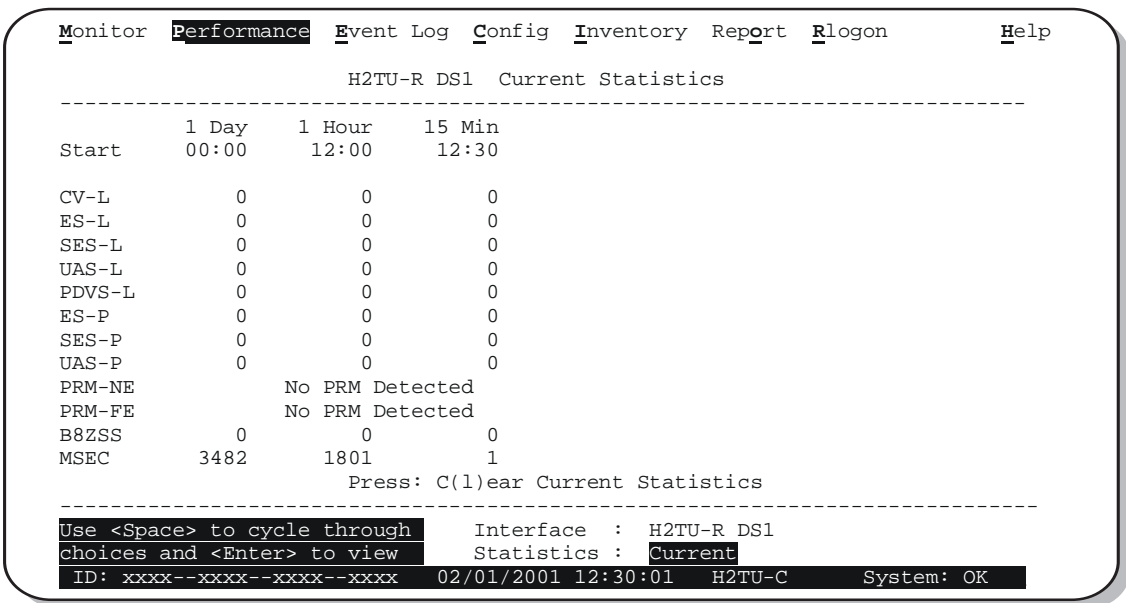 Monitor Performance Event Log Config Inventory Report Rlogon Help
H2TU-R DS1 Current Statistics
--------------------------------------------------------------------------------
1 Day 1 Hour 15 Min
Start 00:00 12:00 12:30
CV-L 0 0 0
ES-L 0 0 0
SES-L 0 0 0
UAS-L 0 0 0
PDVS-L 0 0 0
ES-P 0 0 0
SES-P 0 0 0
UAS-P 0 0 0
PRM-NE No PRM Detected
PRM-FE No PRM Detected
B8ZSS 0 0 0
MSEC 3482 1801 1
Press: C(l)ear Current Statistics
--------------------------------------------------------------------------------
Use <Space> to cycle through Interface : H2TU-R DS1
choices and <Enter> to view Statistics : Current
ID: xxxx--xxxx--xxxx--xxxx 02/01/2001 12:30:01 H2TU-C System: OK